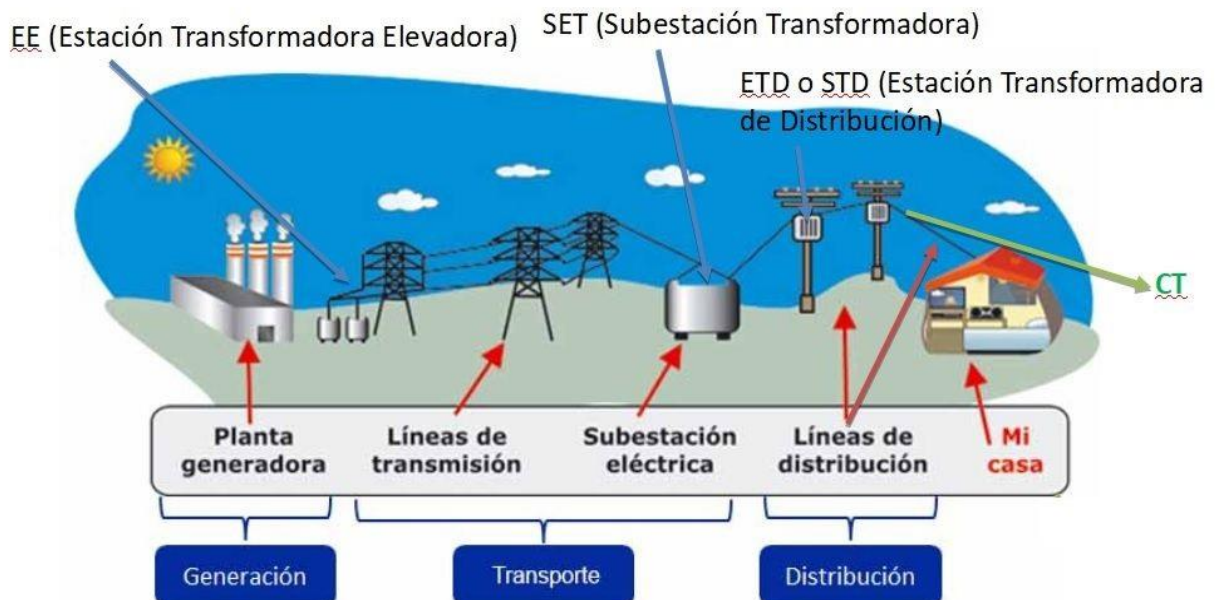 EE (Estación Transformadora Elevadora)
SET (Subestación Transformadora)
ETD o STD (Estación Transformadora
de Distribución)
CT
Planta
generadora
Líneas de
transmisión
Subestación
eléctrica
Líneas de
distribución
Mi
casa
Generación
Transporte
Distribución